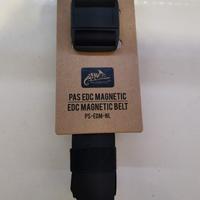 PAS EDC MAGNETIC
EDC MAGNETIC BELT
PS-EDM-NL